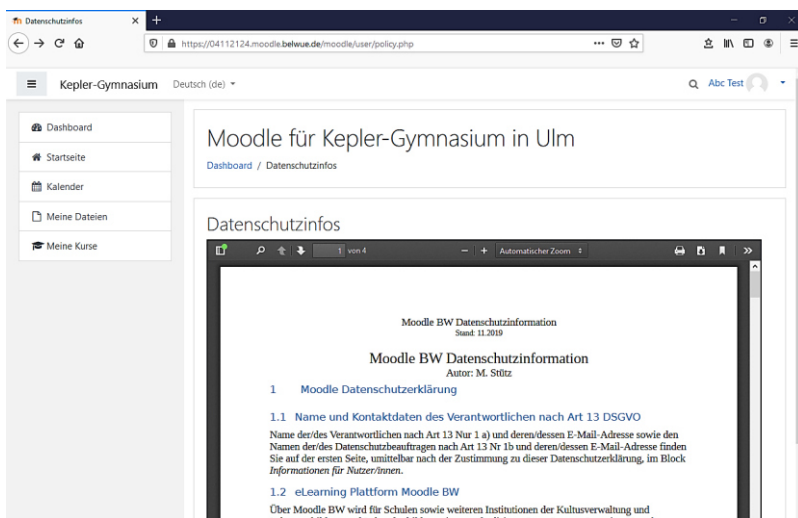 Datenschutzinfos
https://04112124.moodle.belwue.de/moodle/user/policy.php
Kepler-Gymnasium Deutsch (de)
Abc Test
Dashboard
Startseite
Kalender
Meine Dateien
Meine Kurse
Moodle für Kepler-Gymnasium in Ulm
Dashboard / Datenschutzinfos
Datenschutzinfos
1 von 4 Automatischer Zoom
Moodle BW Datenschutzinformation
Stand: 11.2019
Moodle BW Datenschutzinformation
Autor: M. Stütz
1 Moodle Datenschutzerklärung
1.1 Name und Kontaktdaten des Verantwortlichen nach Art 13 DSGVO
Name der/des Verantwortlichen nach Art 13 Nur 1 a) und deren/dessen E-Mail-Adresse sowie den
Namen der/des Datenschutzbeauftragen nach Art 13 Nr 1b und deren/dessen E-Mail-Adresse finden
Sie auf der ersten Seite, umittelbar nach der Zustimmung zu dieser Datenschutzerklärung, im Block
Informationen für Nutzer/innen.
1.2 eLearning Plattform Moodle BW
Über Moodle BW wird für Schulen sowie weiteren Institutionen der Kultusverwaltung und